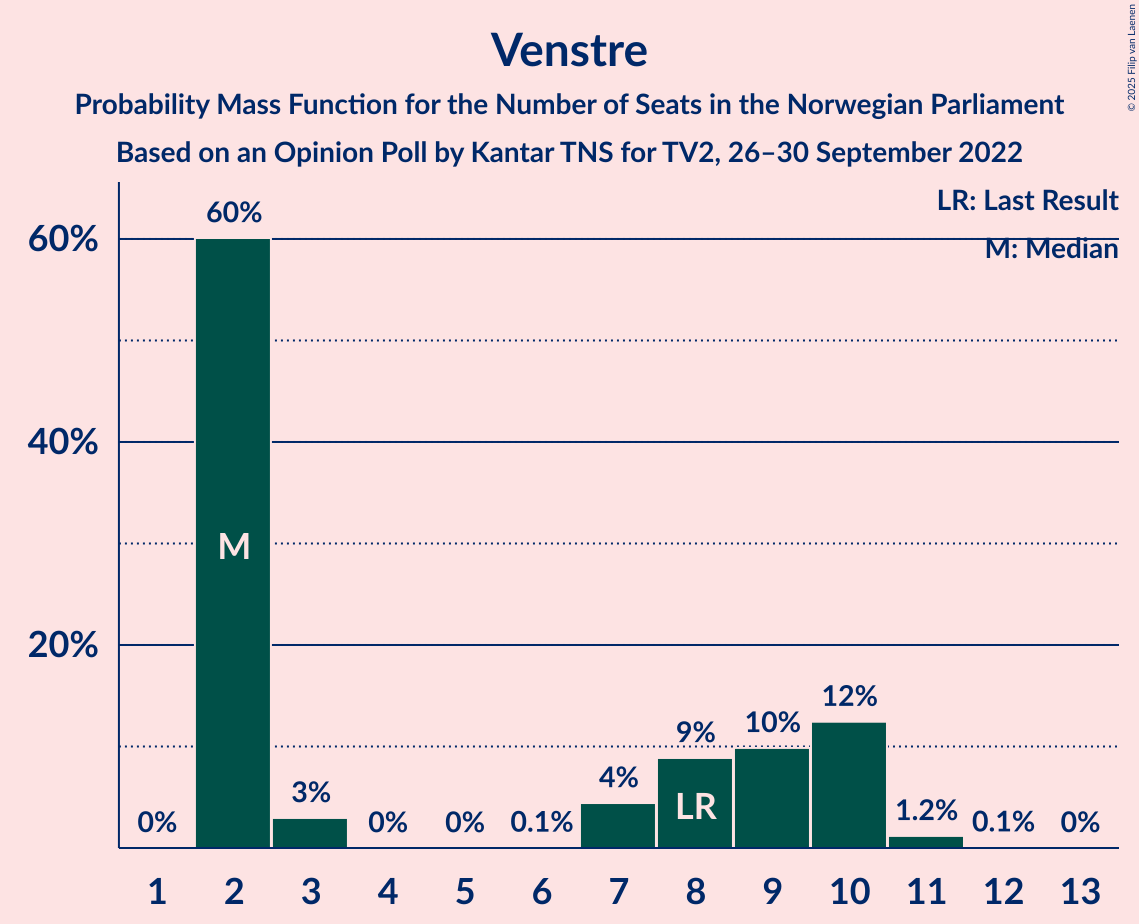 Venstre
Probability Mass Function for the Number of Seats in the Norwegian Parliament
Based on an Opinion Poll by Kantar TNS for TV2, 26–30 September 2022
© 2025 Filip van Laenen
LR: Last Result
M: Median
60%
40%
20%
0%
60%
3%
0%
0%
0.1%
4%
9%
10%
12%
1.2%
0.1%
0%
M
LR
1 2 3 4 5 6 7 8 9 10 11 12 13